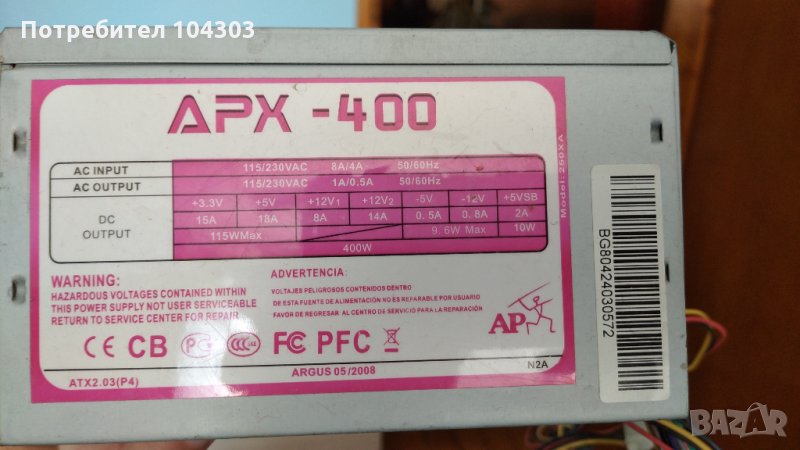 Потребител 104303
APX -400
AC INPUT 115/230VAC 8A/4A 50/60Hz
AC OUTPUT 115/230VAC 1A/0.5A 50/60Hz
DC OUTPUT
+3.3V +5V +12V1 +12V2 -5V -12V +5VSB
15A 18A 8A 14A 0.5A 0.8A 2A
115WMax 9.6W Max 10W
400W
Model: 250XA
WARNING:
HAZARDOUS VOLTAGES CONTAINED WITHIN
THIS POWER SUPPLY NOT USER SERVICEABLE
RETURN TO SERVICE CENTER FOR REPAIR
ADVERTENCIA:
VOLTAJES PELIGROSOS CONTENIDOS DENTRO
DE ESTA FUENTE DE ALIMENTACIÓN NO ES REPARABLE POR USUARIO
FAVOR DE REGRESAR AL CENTRO DE SERVICIO PARA LA REPARACIÓN
CE CB PG CCC FC PFC
AP
ATX2.03(P4)
ARGUS 05/2008
N2A
BG80424030572
BAZAR